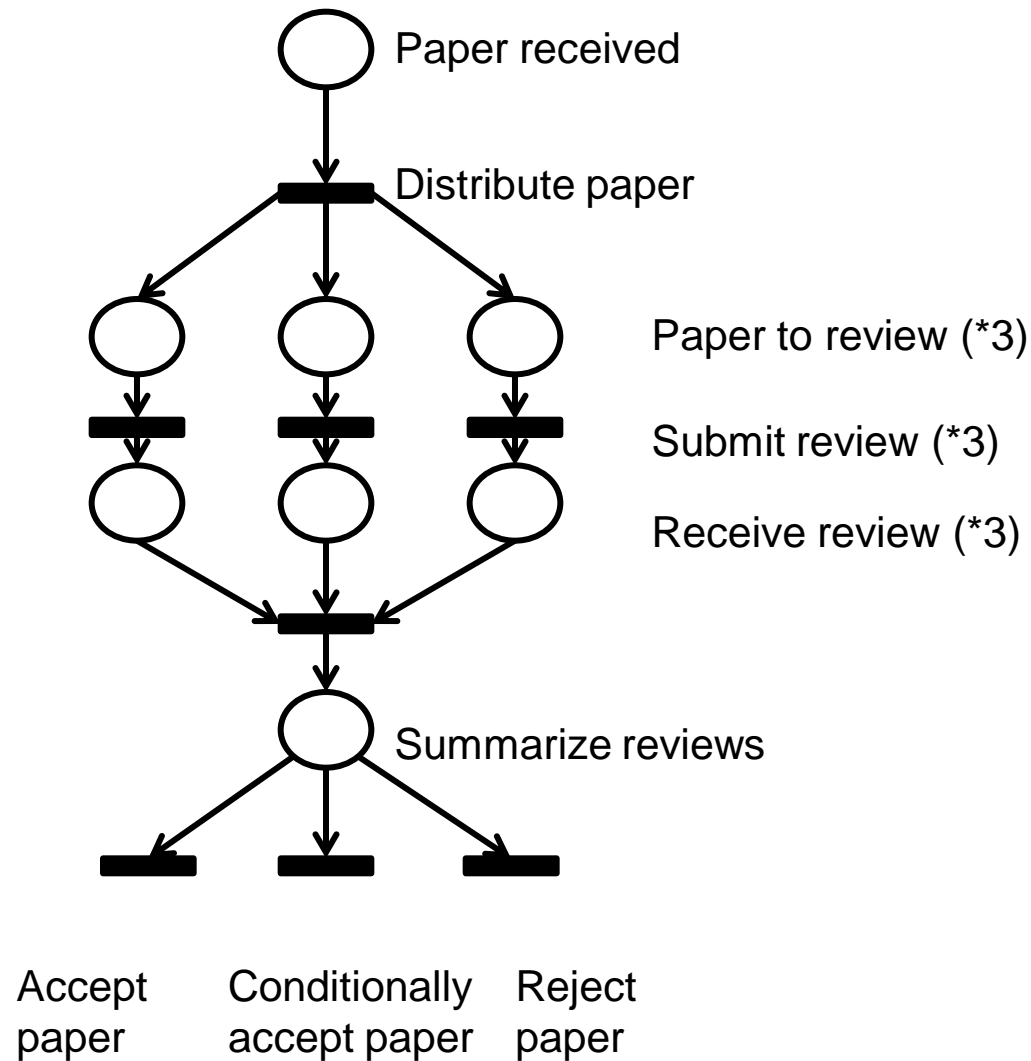 Paper received
Distribute paper
Paper to review (*3)
Submit review (*3)
Receive review (*3)
Summarize reviews
Accept
paper
Conditionally
accept paper
Reject
paper